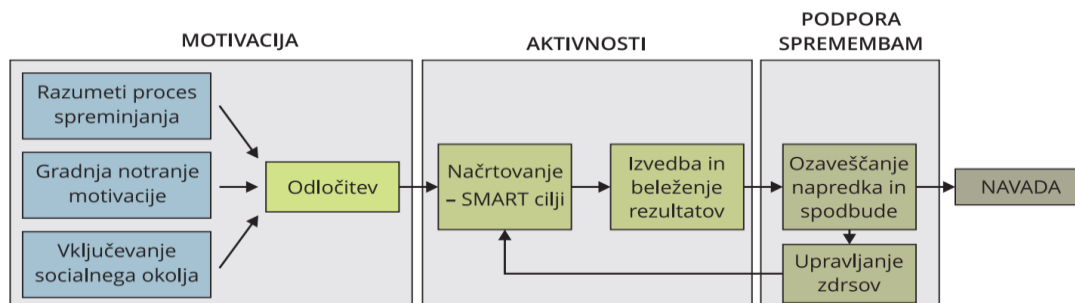 MOTIVACIJA
Razumeti proces
spreminjanja
Gradnja notranje
motivacije
Vključevanje
socialnega okolja
Odločitev
AKTIVNOSTI
Načrtovanje
– SMART cilji
Izvedba in
beleženje
rezultatov
PODPORA
SPREMEMBAM
Ozaveščanje
napredka in
spodbude
Upravljanje
zdrsov
NAVADA